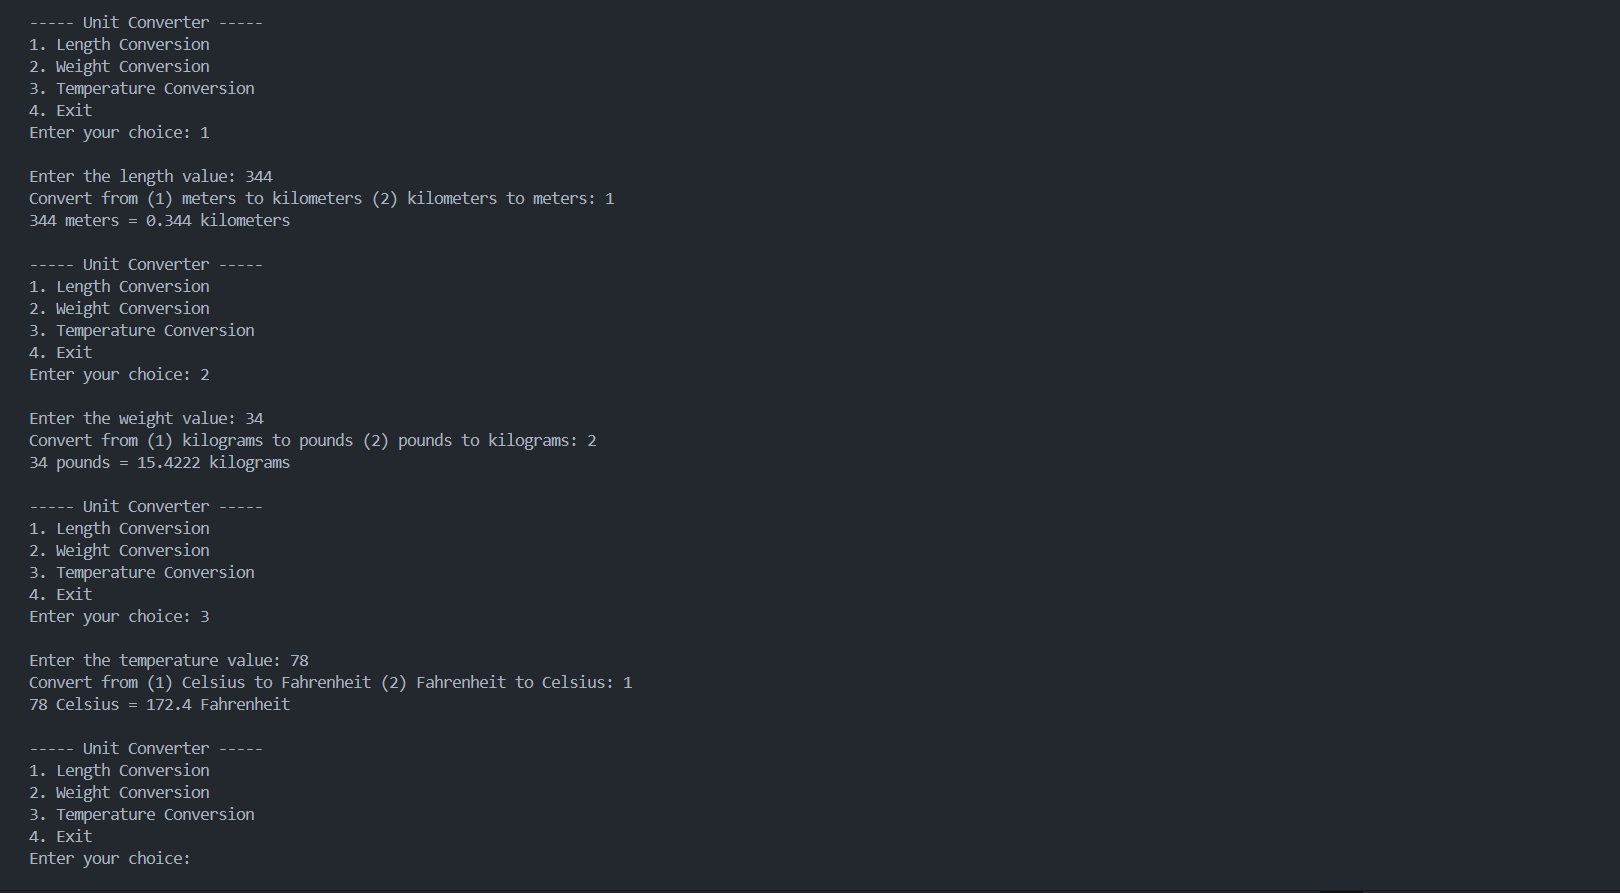 ----- Unit Converter -----
1. Length Conversion
2. Weight Conversion
3. Temperature Conversion
4. Exit
Enter your choice: 1
Enter the length value: 344
Convert from (1) meters to kilometers (2) kilometers to meters: 1
344 meters = 0.344 kilometers
----- Unit Converter -----
1. Length Conversion
2. Weight Conversion
3. Temperature Conversion
4. Exit
Enter your choice: 2
Enter the weight value: 34
Convert from (1) kilograms to pounds (2) pounds to kilograms: 2
34 pounds = 15.4222 kilograms
----- Unit Converter -----
1. Length Conversion
2. Weight Conversion
3. Temperature Conversion
4. Exit
Enter your choice: 3
Enter the temperature value: 78
Convert from (1) Celsius to Fahrenheit (2) Fahrenheit to Celsius: 1
78 Celsius = 172.4 Fahrenheit
----- Unit Converter -----
1. Length Conversion
2. Weight Conversion
3. Temperature Conversion
4. Exit
Enter your choice: